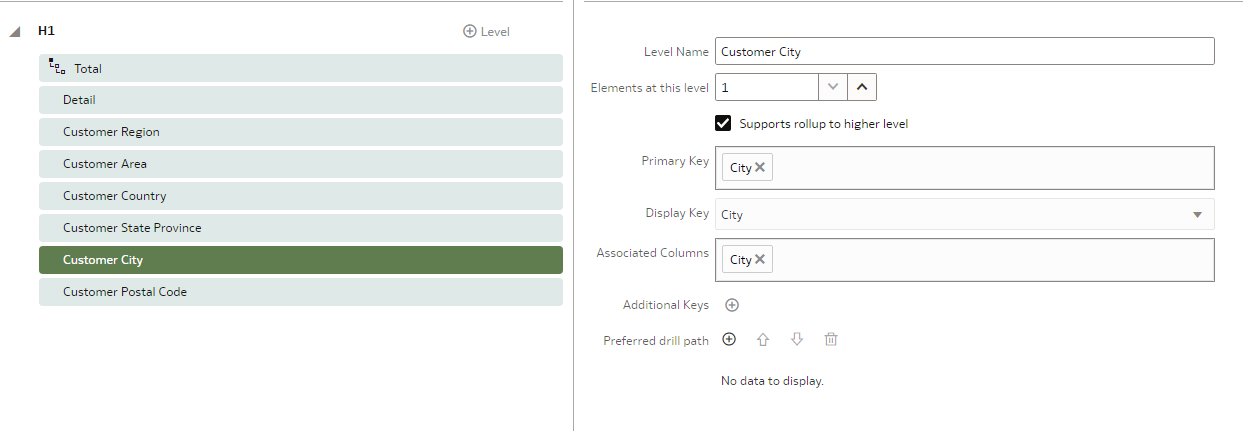 H1
Level
Total
Detail
Customer Region
Customer Area
Customer Country
Customer State Province
Customer City
Customer Postal Code
Level Name Customer City
Elements at this level 1
Supports rollup to higher level
Primary Key City
Display Key City
Associated Columns City
Additional Keys
Preferred drill path
No data to display.